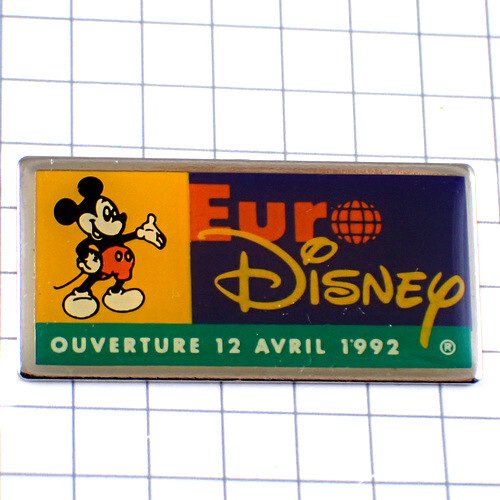 Euro
Disney
OUVERTURE 12 AVRIL 1992 ®